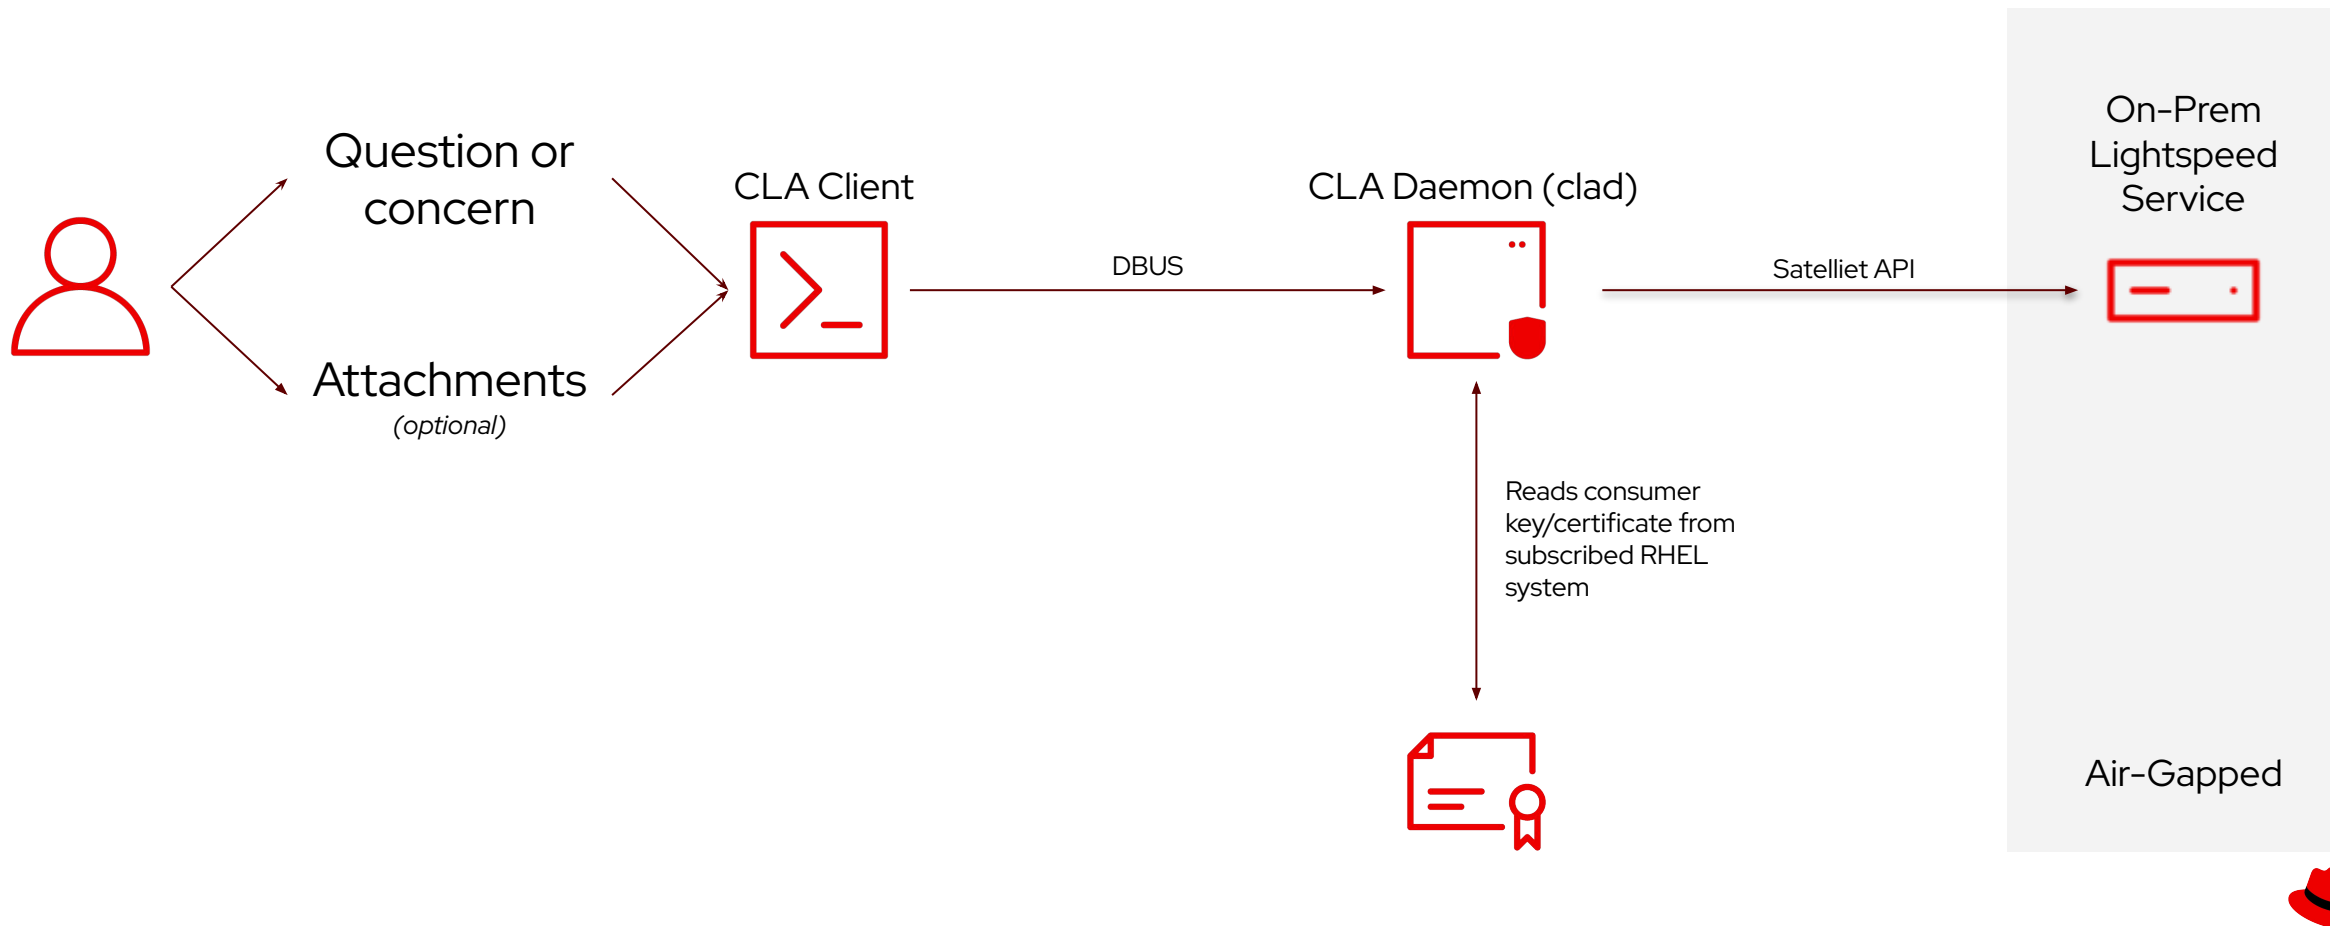 Question or
concern
Attachments
(optional)
CLA Client
DBUS
CLA Daemon (clad)
Satelliet API
On-Prem
Lightspeed
Service
Reads consumer
key/certificate from
subscribed RHEL
system
Air-Gapped